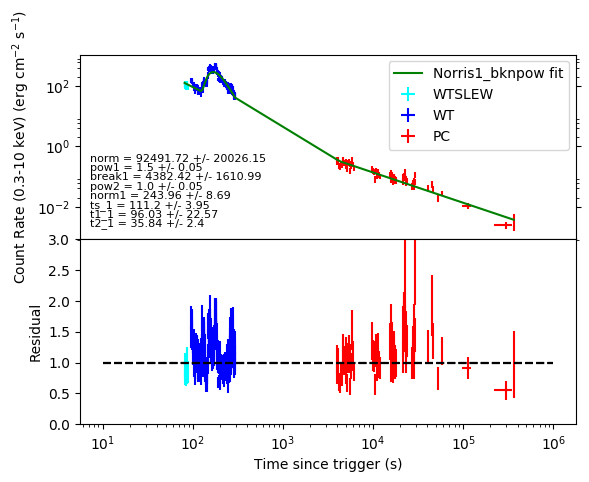 Count Rate (0.3-10 keV) (erg cm⁻² s⁻¹)
10²
10⁰
10⁻²
Norris1_bknpow fit
WTSLEW
WT
PC
norm = 92491.72 +/- 20026.15
pow1 = 1.5 +/- 0.05
break1 = 4382.42 +/- 1610.99
pow2 = 1.0 +/- 0.05
norm1 = 243.96 +/- 8.69
ts_1 = 111.2 +/- 3.95
t1_1 = 96.03 +/- 22.57
t2_1 = 35.84 +/- 2.4
Residual
3.0
2.5
2.0
1.5
1.0
0.5
0.0
10¹ 10² 10³ 10⁴ 10⁵ 10⁶
Time since trigger (s)